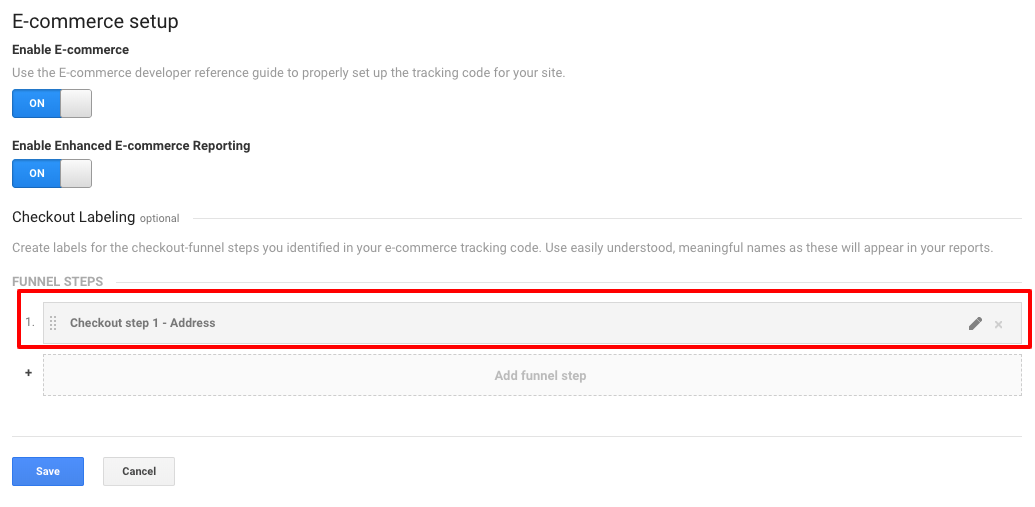 E-commerce setup
Enable E-commerce
Use the E-commerce developer reference guide to properly set up the tracking code for your site.
ON
Enable Enhanced E-commerce Reporting
ON
Checkout Labeling optional
Create labels for the checkout-funnel steps you identified in your e-commerce tracking code. Use easily understood, meaningful names as these will appear in your reports.
FUNNEL STEPS
1. Checkout step 1 - Address ×
+ Add funnel step
Save Cancel